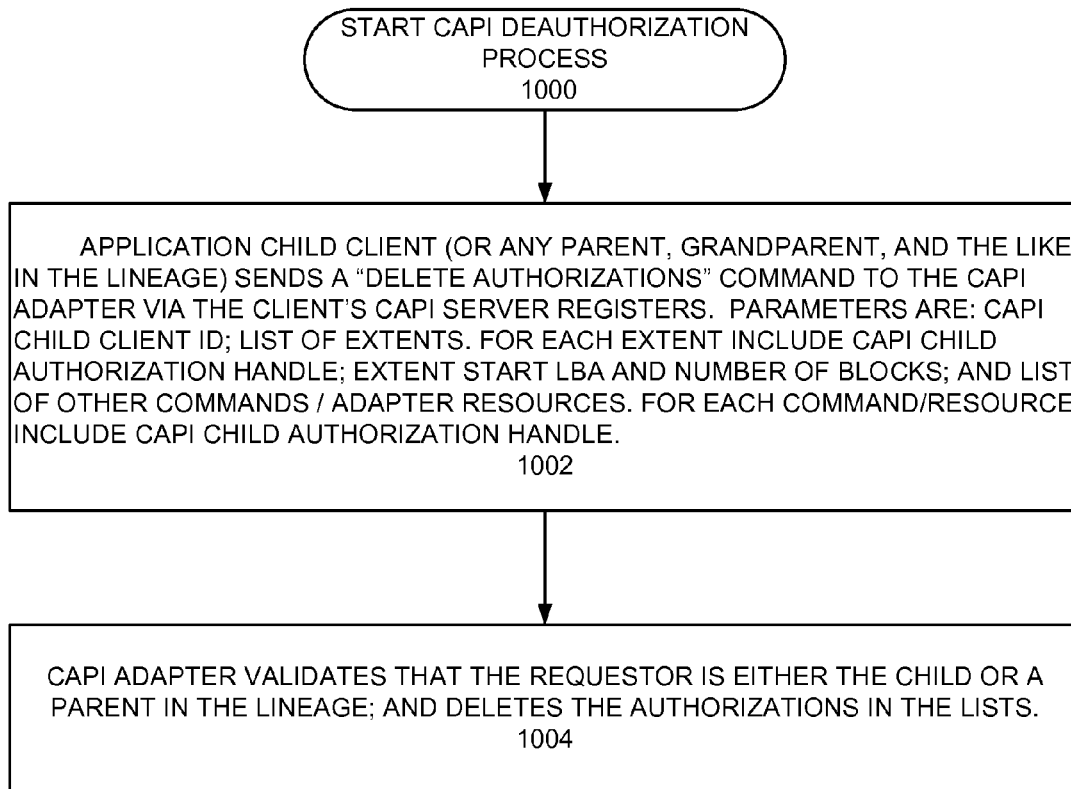 START CAPI DEAUTHORIZATION
PROCESS
1000
APPLICATION CHILD CLIENT (OR ANY PARENT, GRANDPARENT, AND THE LIKE
IN THE LINEAGE) SENDS A “DELETE AUTHORIZATIONS” COMMAND TO THE CAPI
ADAPTER VIA THE CLIENT’S CAPI SERVER REGISTERS. PARAMETERS ARE: CAPI
CHILD CLIENT ID; LIST OF EXTENTS. FOR EACH EXTENT INCLUDE CAPI CHILD
AUTHORIZATION HANDLE; EXTENT START LBA AND NUMBER OF BLOCKS; AND LIST
OF OTHER COMMANDS / ADAPTER RESOURCES. FOR EACH COMMAND/RESOURCE
INCLUDE CAPI CHILD AUTHORIZATION HANDLE.
1002
CAPI ADAPTER VALIDATES THAT THE REQUESTOR IS EITHER THE CHILD OR A
PARENT IN THE LINEAGE; AND DELETES THE AUTHORIZATIONS IN THE LISTS.
1004